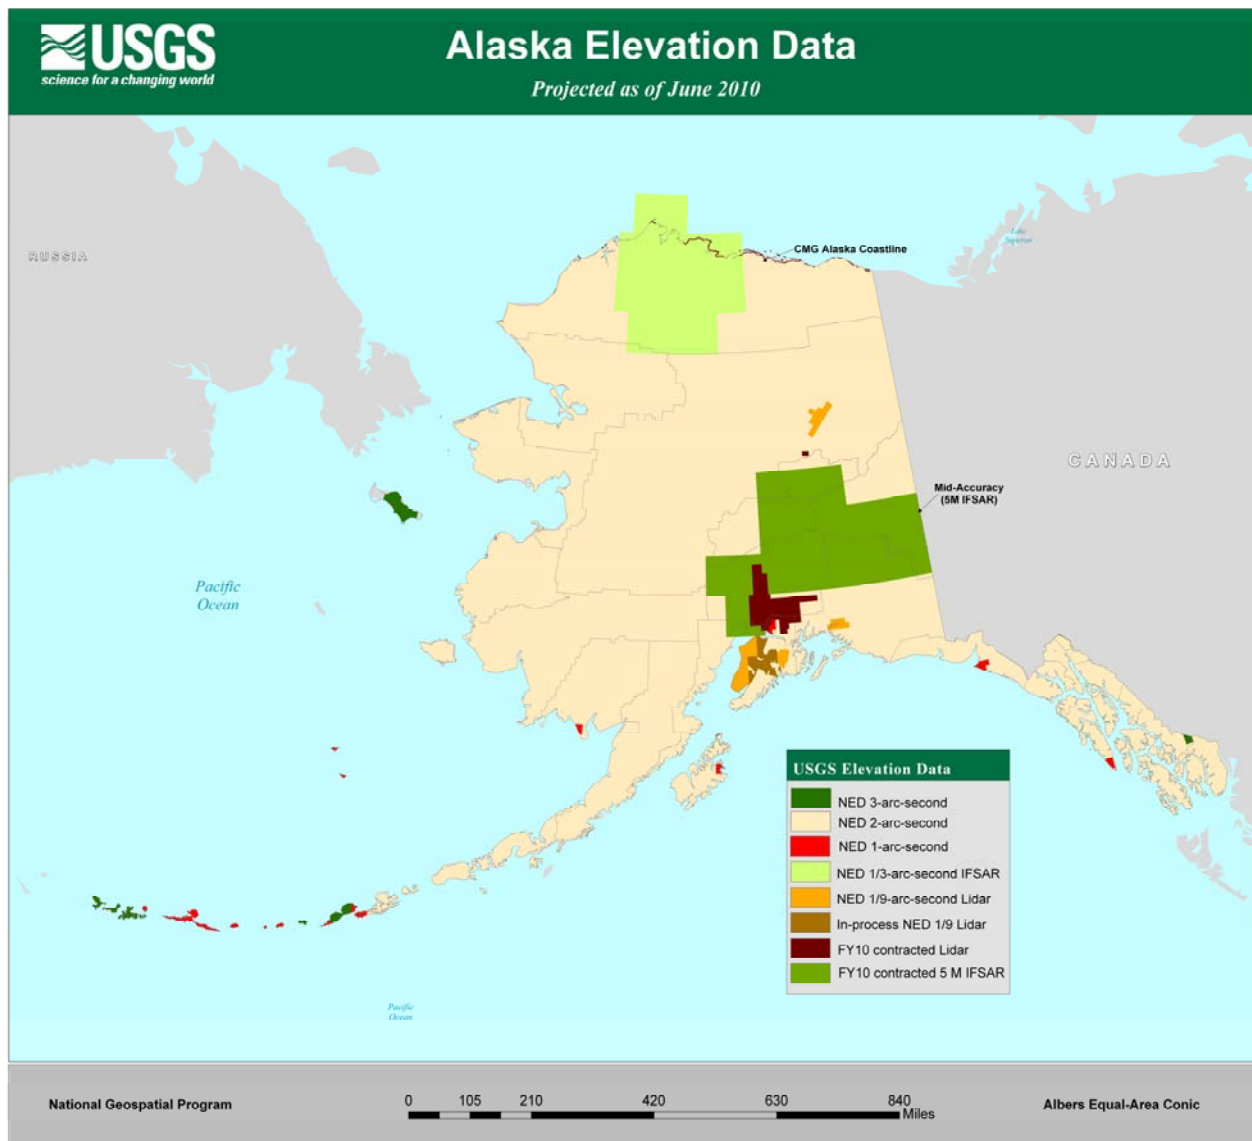 USGS
science for a changing world
Alaska Elevation Data
Projected as of June 2010
RUSSIA
CMG Alaska Coastline
Lake
Superior
CANADA
Mid-Accuracy
(5M IFSAR)
Pacific
Ocean
USGS Elevation Data
NED 3-arc-second
NED 2-arc-second
NED 1-arc-second
NED 1/3-arc-second IFSAR
NED 1/9-arc-second Lidar
In-process NED 1/9 Lidar
FY10 contracted Lidar
FY10 contracted 5 M IFSAR
Pacific
Ocean
National Geospatial Program
0 105 210 420 630 840
Miles
Albers Equal-Area Conic